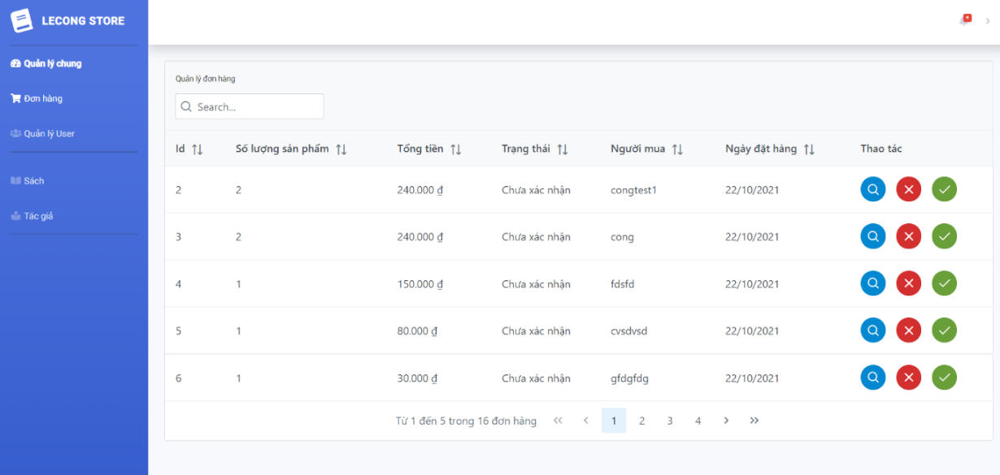 LECONG STORE
Quản lý chung
Đơn hàng
Quản lý User
Sách
Tác giả
Quản lý đơn hàng
Search...
Id Số lượng sản phẩm Tổng tiền Trạng thái Người mua Ngày đặt hàng Thao tác
2 2 240.000 ₫ Chưa xác nhận congtest1 22/10/2021
3 2 240.000 ₫ Chưa xác nhận cong 22/10/2021
4 1 150.000 ₫ Chưa xác nhận fdsfd 22/10/2021
5 1 80.000 ₫ Chưa xác nhận cvsdvsd 22/10/2021
6 1 30.000 ₫ Chưa xác nhận gfdgfdg 22/10/2021
Từ 1 đến 5 trong 16 đơn hàng « ‹ 1 2 3 4 › »